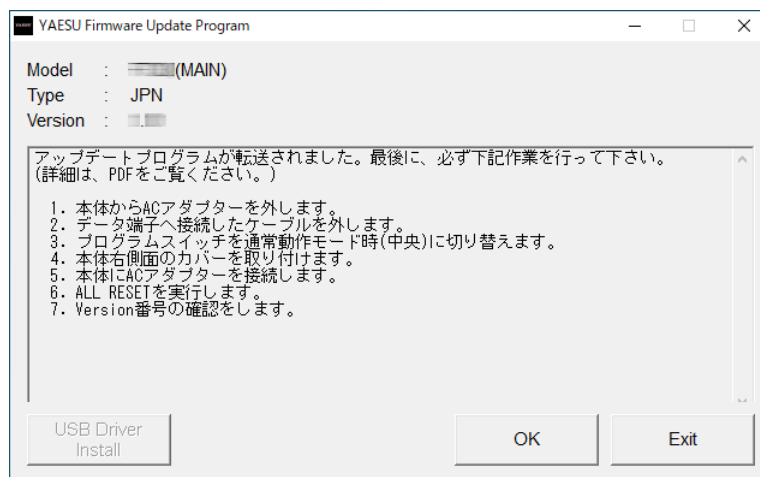 YAESU Firmware Update Program
Model : (MAIN)
Type : JPN
Version :
アップデートプログラムが転送されました。最後に、必ず下記作業を行って下さい。
(詳細は、PDFをご覧ください。)
1. 本体からACアダプターを外します。
2. データ端子へ接続したケーブルを外します。
3. プログラムスイッチを通常動作モード時(中央)に切り替えます。
4. 本体右側面のカバーを取り付けます。
5. 本体にACアダプターを接続します。
6. ALL RESETを実行します。
7. Version番号の確認をします。
USB Driver
Install
OK
Exit